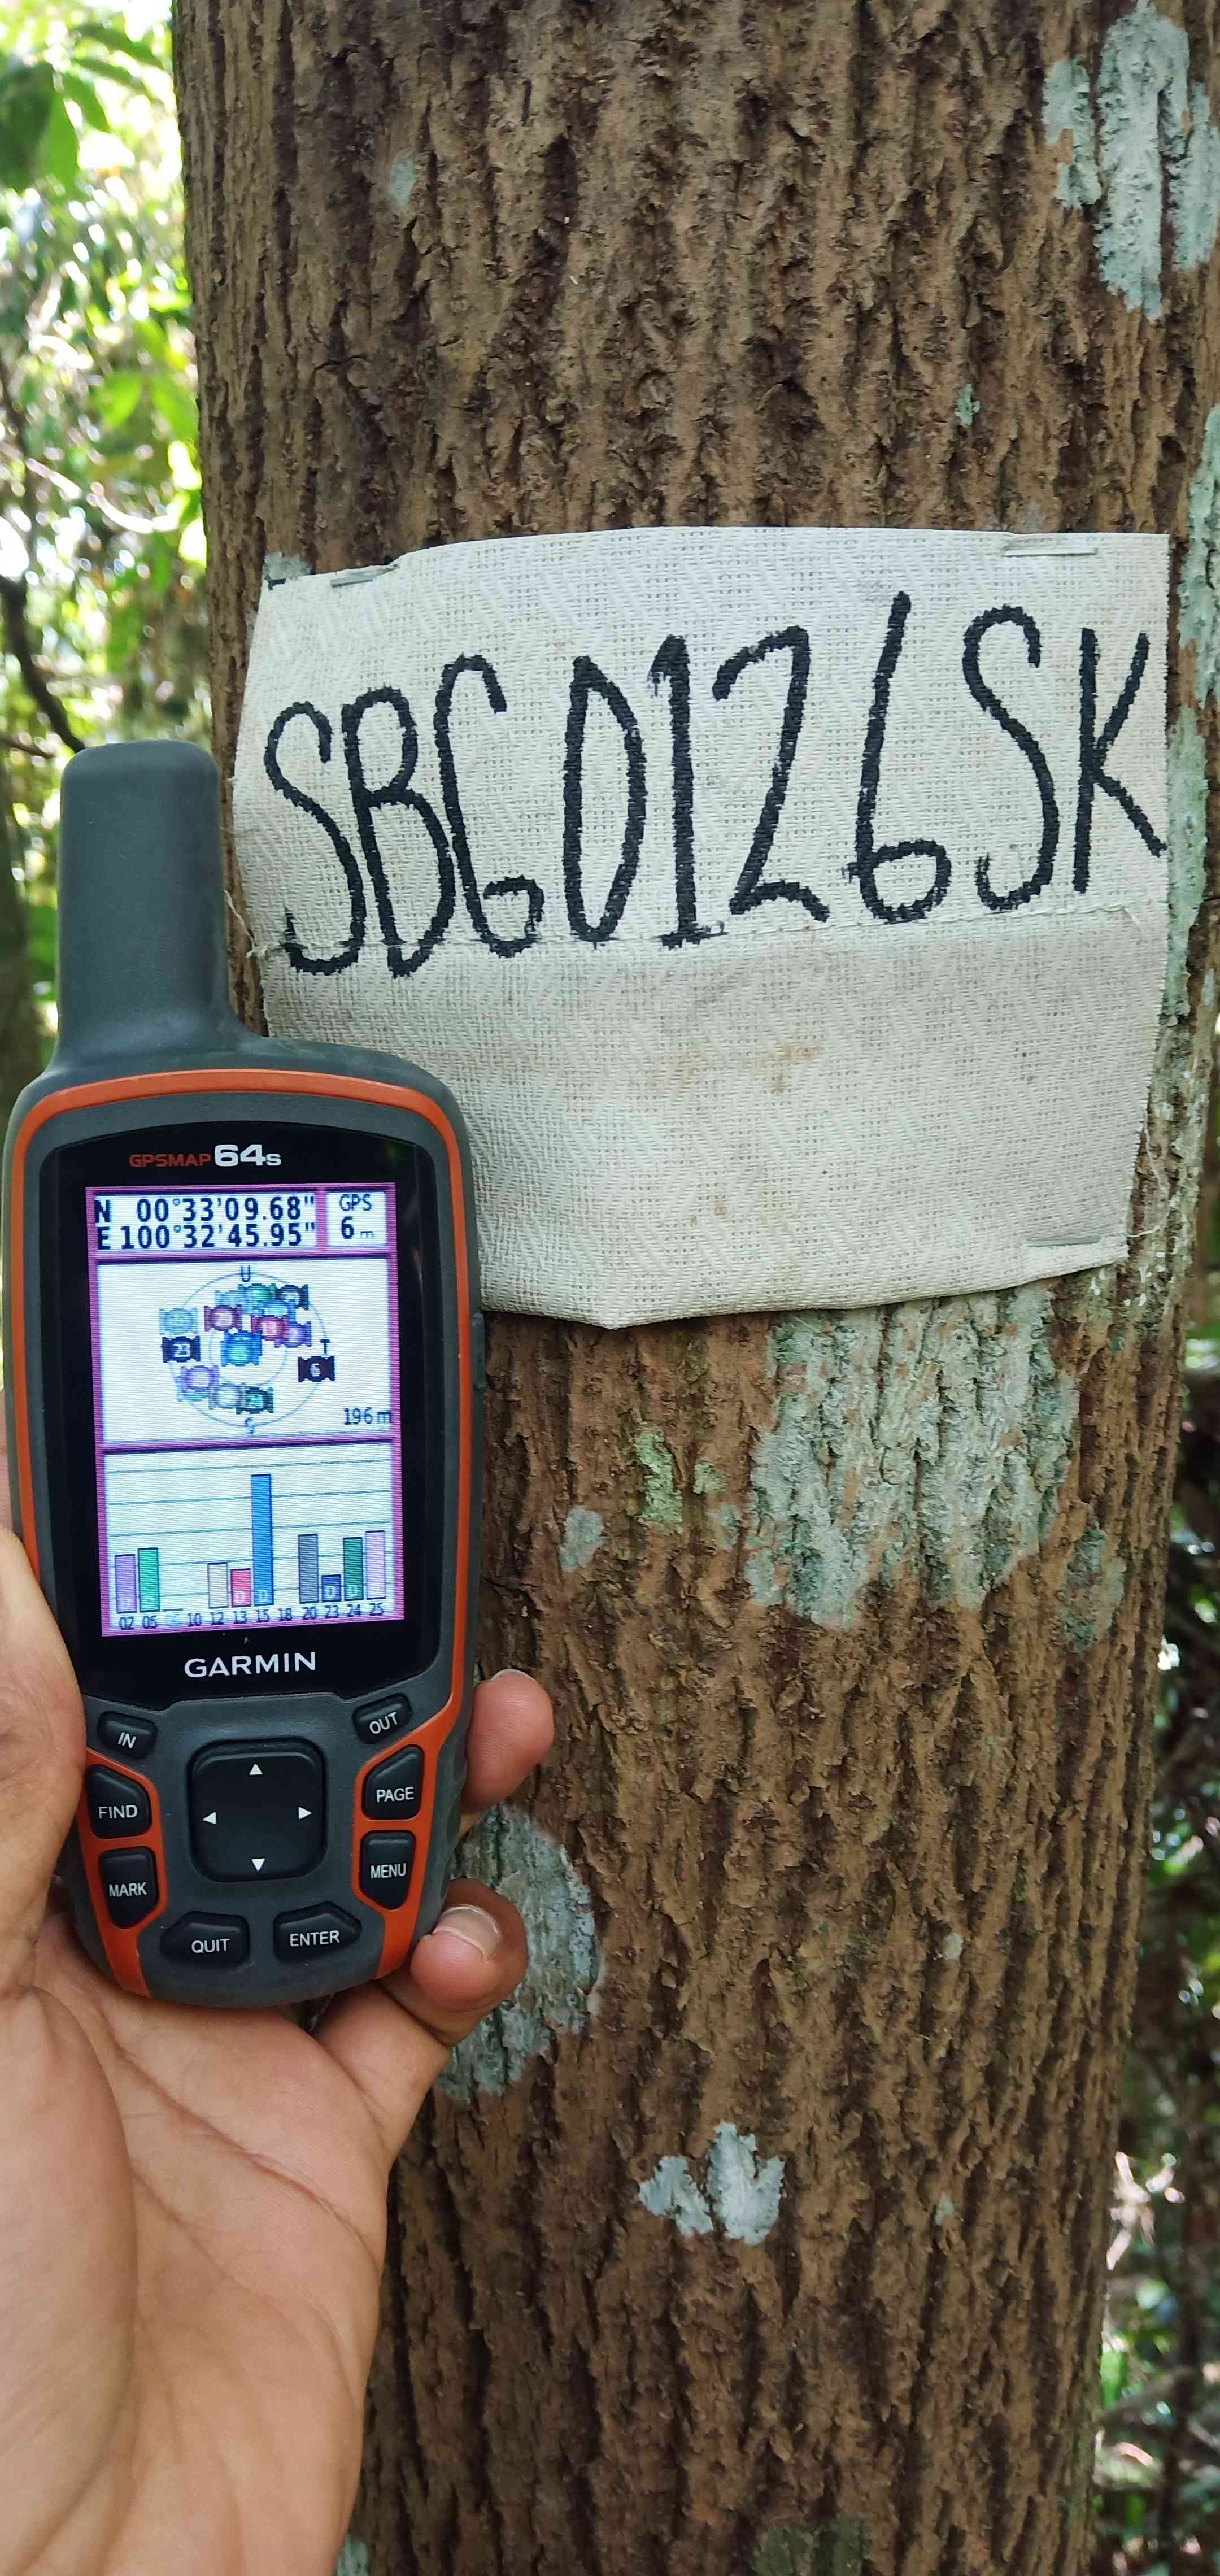 SBG0126SK
GPSMAP 64s
N 00°33'09.68"
E 100°32'45.95"
GPS
6 m
U
T
23
6
S
196 m
D D D D
02 05 10 12 13 15 18 20 23 24 25
GARMIN
IN
OUT
FIND
PAGE
MARK
MENU
QUIT
ENTER